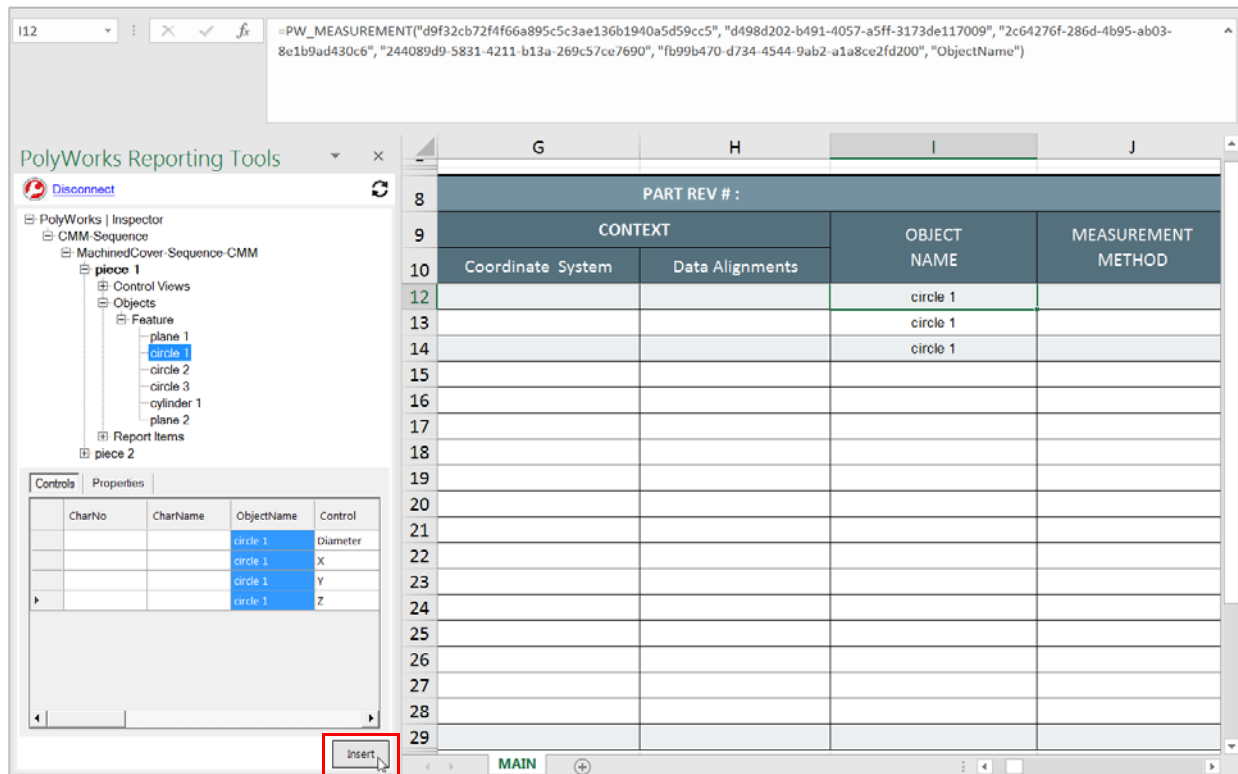 I12
fx
=PW_MEASUREMENT("d9f32cb72f4f66a895c5c3ae136b1940a5d59cc5", "d498d202-b491-4057-a5ff-3173de117009", "2c64276f-286d-4b95-ab03-
8e1b9ad430c6", "244089d9-5831-4211-b13a-269c57ce7690", "fb99b470-d734-4544-9ab2-a1a8ce2fd200", "ObjectName")
PolyWorks Reporting Tools
Disconnect
PolyWorks | Inspector
CMM-Sequence
MachinedCover-Sequence-CMM
piece 1
Control Views
Objects
Feature
plane 1
circle 1
circle 2
circle 3
cylinder 1
plane 2
Report Items
piece 2
Controls Properties
CharNo CharName ObjectName Control
circle 1 Diameter
circle 1 X
circle 1 Y
circle 1 Z
Insert
G H I J
8 PART REV # :
9 CONTEXT OBJECT MEASUREMENT
10 Coordinate System Data Alignments NAME METHOD
12 circle 1
13 circle 1
14 circle 1
15
16
17
18
19
20
21
22
23
24
25
26
27
28
29
MAIN